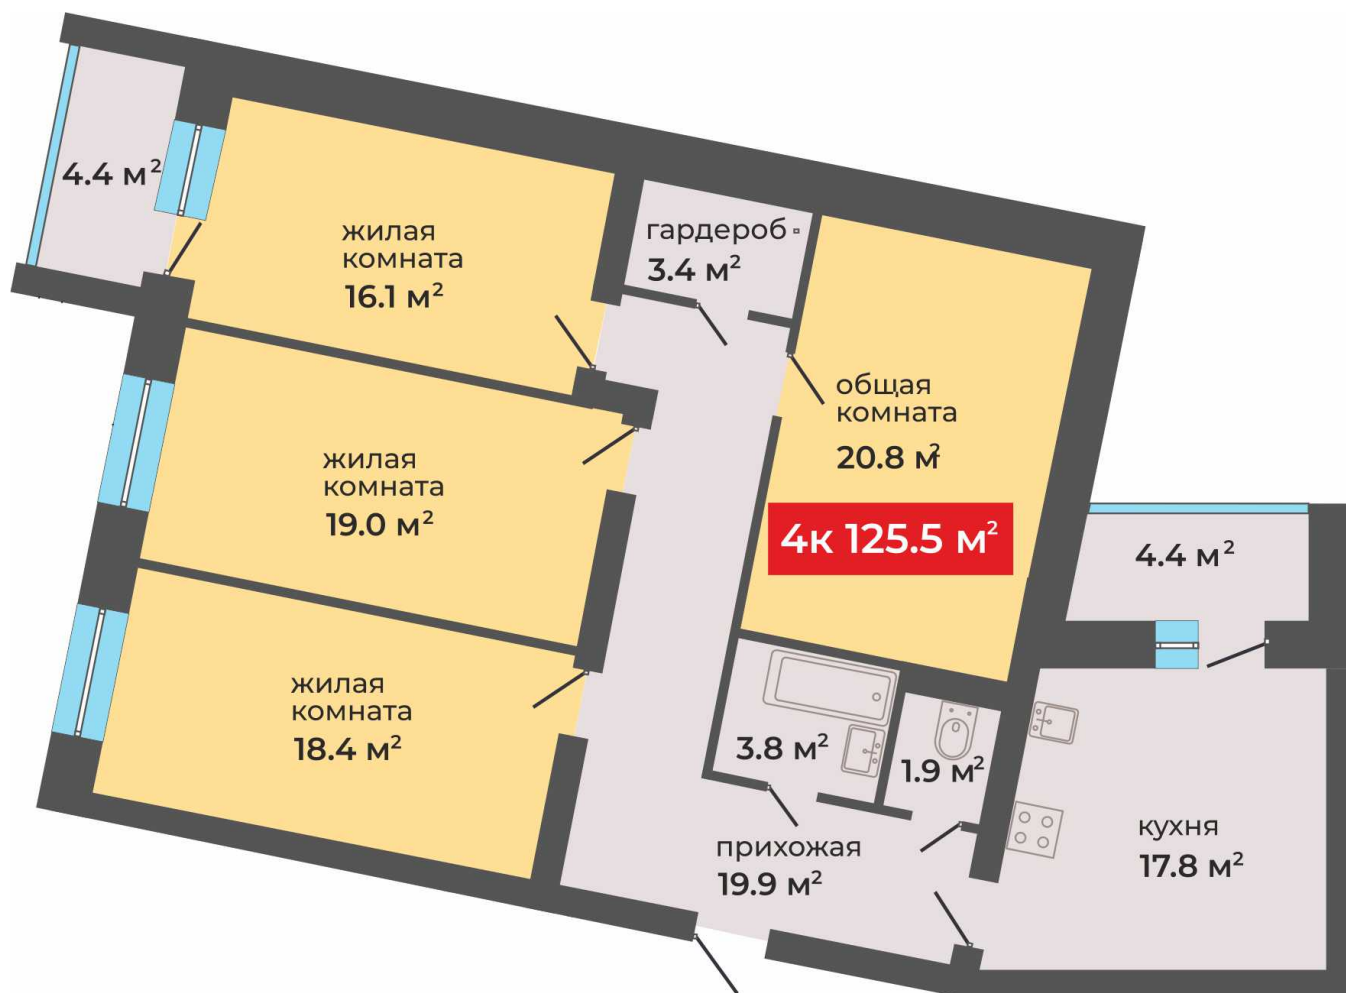 4.4 м²
жилая
комната
16.1 м²
гардероб
3.4 м²
жилая
комната
19.0 м²
общая
комната
20.8 м²
4к 125.5 м²
4.4 м²
жилая
комната
18.4 м²
3.8 м²
1.9 м²
прихожая
19.9 м²
кухня
17.8 м²